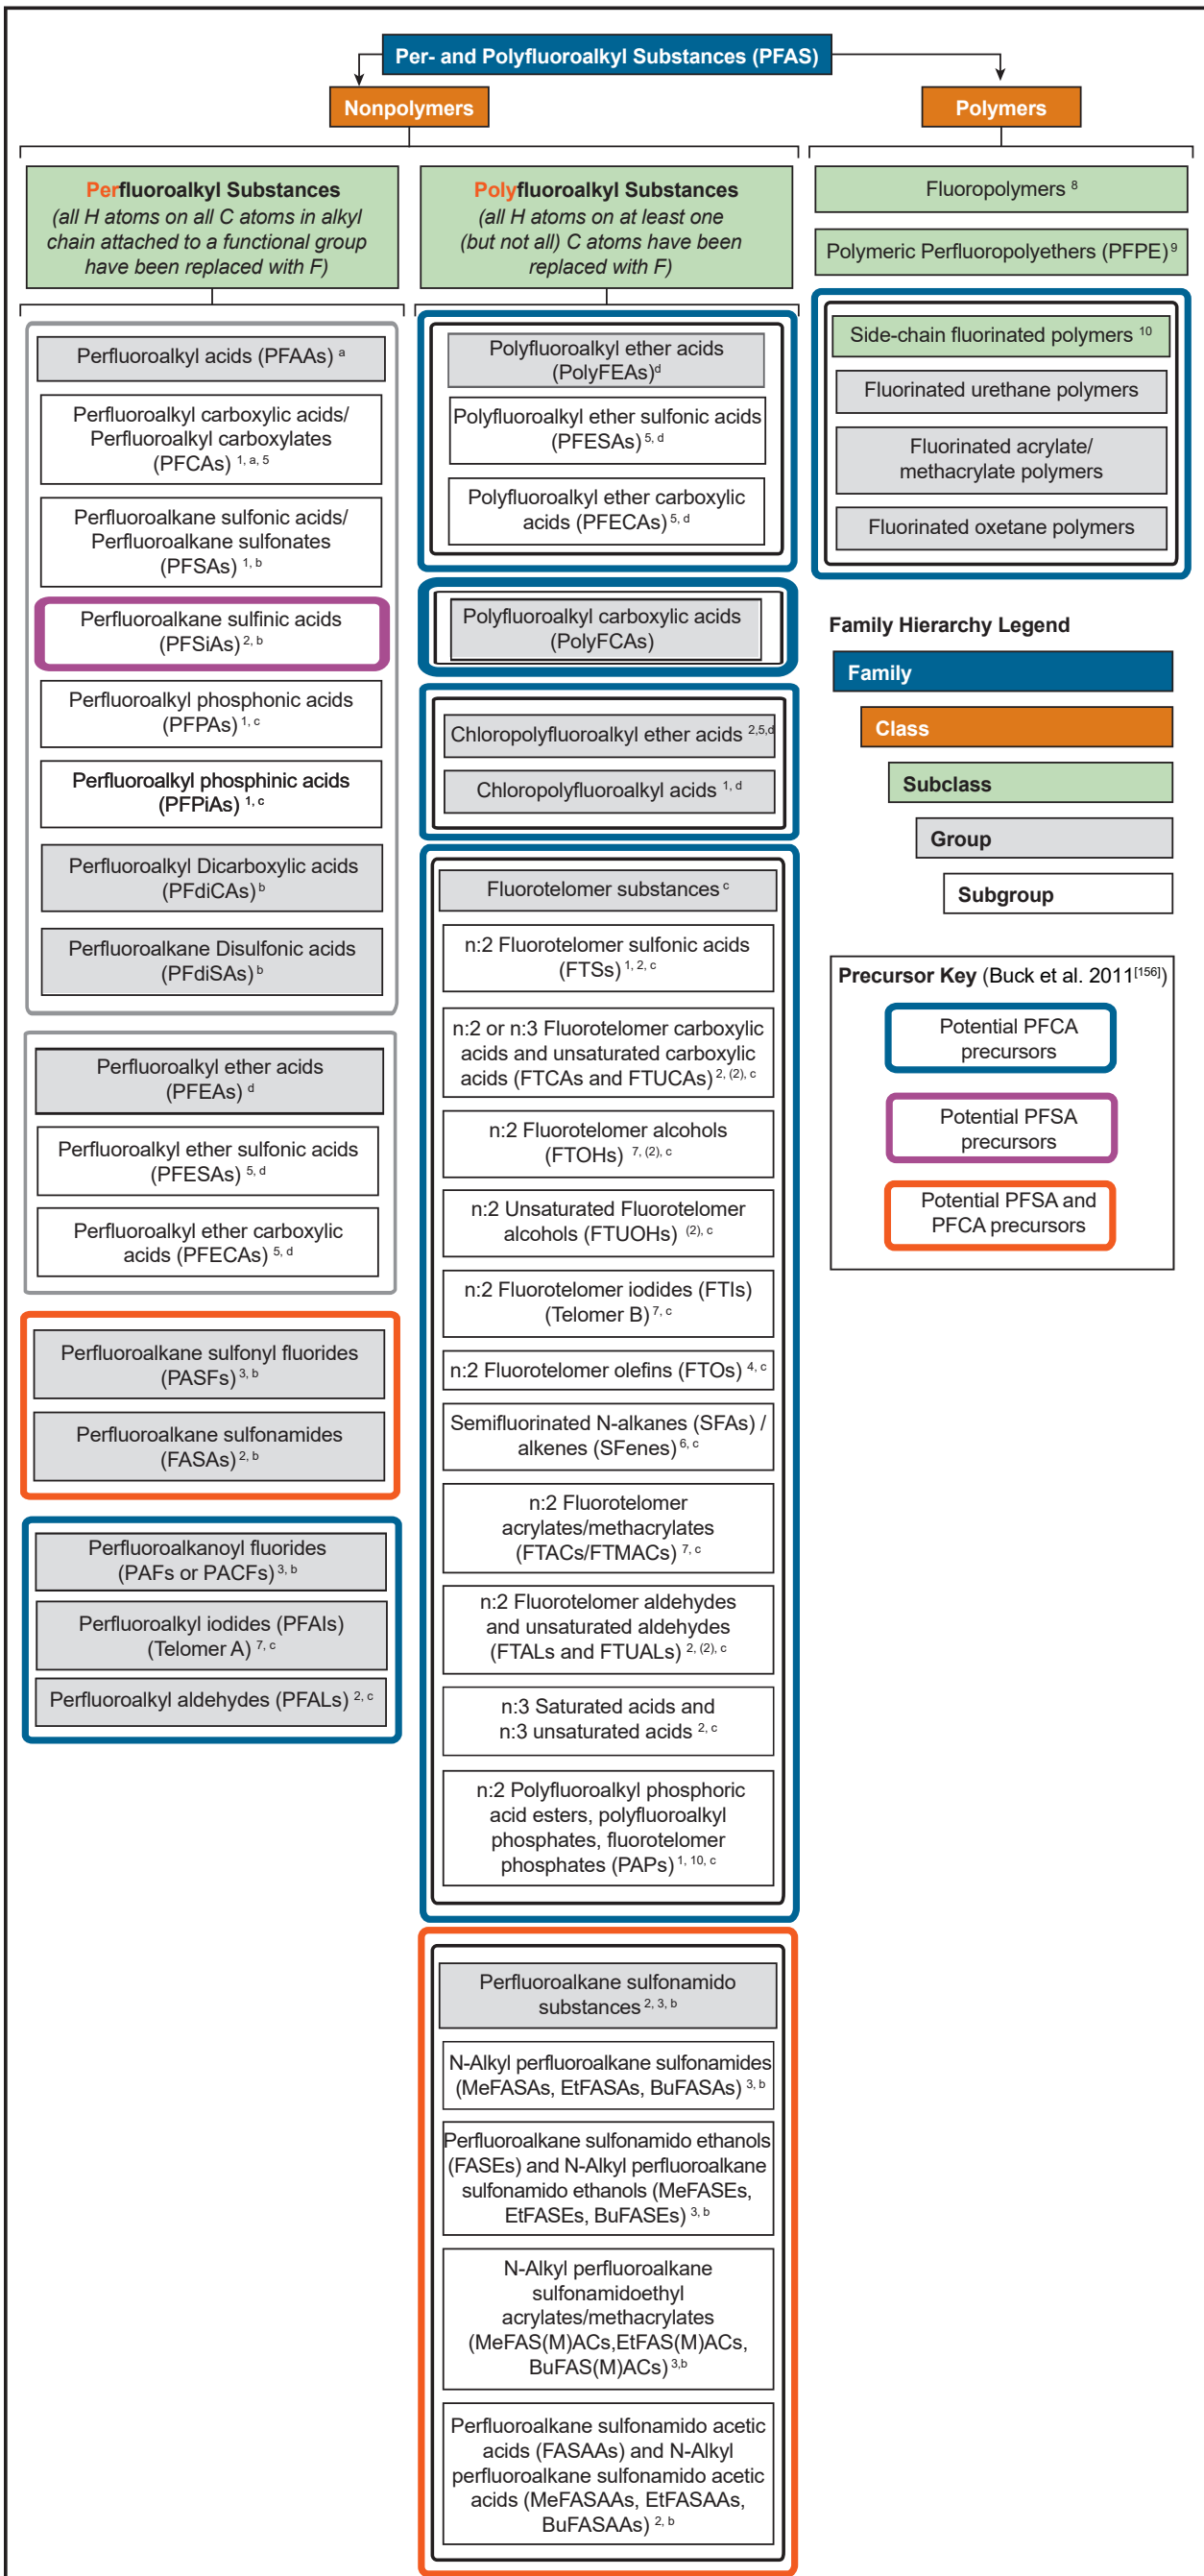 Per- and Polyfluoroalkyl Substances (PFAS)
Nonpolymers
Polymers
Perfluoroalkyl Substances
(all H atoms on all C atoms in alkyl
chain attached to a functional group
have been replaced with F)
Perfluoroalkyl acids (PFAAs) a
Perfluoroalkyl carboxylic acids/
Perfluoroalkyl carboxylates
(PFCAs) 1, a, 5
Perfluoroalkane sulfonic acids/
Perfluoroalkane sulfonates
(PFSAs) 1, b
Perfluoroalkane sulfinic acids
(PFSiAs) 2, b
Perfluoroalkyl phosphonic acids
(PFPAs) 1, c
Perfluoroalkyl phosphinic acids
(PFPiAs) 1, c
Perfluoroalkyl Dicarboxylic acids
(PFdiCAs) b
Perfluoroalkane Disulfonic acids
(PFdiSAs) b
Perfluoroalkyl ether acids
(PFEAs) d
Perfluoroalkyl ether sulfonic acids
(PFESAs) 5, d
Perfluoroalkyl ether carboxylic
acids (PFECAs) 5, d
Perfluoroalkane sulfonyl fluorides
(PASFs) 3, b
Perfluoroalkane sulfonamides
(FASAs) 2, b
Perfluoroalkanoyl fluorides
(PAFs or PACFs) 3, b
Perfluoroalkyl iodides (PFAIs)
(Telomer A) 7, c
Perfluoroalkyl aldehydes (PFALs) 2, c
Polyfluoroalkyl Substances
(all H atoms on at least one
(but not all) C atoms have been
replaced with F)
Polyfluoroalkyl ether acids
(PolyFEAs) d
Polyfluoroalkyl ether sulfonic acids
(PFESAs) 5, d
Polyfluoroalkyl ether carboxylic
acids (PFECAs) 5, d
Polyfluoroalkyl carboxylic acids
(PolyFCAs)
Chloropolyfluoroalkyl ether acids 2,5,d
Chloropolyfluoroalkyl acids 1, d
Fluorotelomer substances c
n:2 Fluorotelomer sulfonic acids
(FTSs) 1, 2, c
n:2 or n:3 Fluorotelomer carboxylic
acids and unsaturated carboxylic
acids (FTCAs and FTUCAs) 2, (2), c
n:2 Fluorotelomer alcohols
(FTOHs) 7, (2), c
n:2 Unsaturated Fluorotelomer
alcohols (FTUOHs) (2), c
n:2 Fluorotelomer iodides (FTIs)
(Telomer B) 7, c
n:2 Fluorotelomer olefins (FTOs) 4, c
Semifluorinated N-alkanes (SFAs) /
alkenes (SFenes) 6, c
n:2 Fluorotelomer
acrylates/methacrylates
(FTACs/FTMACs) 7, c
n:2 Fluorotelomer aldehydes
and unsaturated aldehydes
(FTALs and FTUALs) 2, (2), c
n:3 Saturated acids and
n:3 unsaturated acids 2, c
n:2 Polyfluoroalkyl phosphoric
acid esters, polyfluoroalkyl
phosphates, fluorotelomer
phosphates (PAPs) 1, 10, c
Perfluoroalkane sulfonamido
substances 2, 3, b
N-Alkyl perfluoroalkane sulfonamides
(MeFASAs, EtFASAs, BuFASAs) 3, b
Perfluoroalkane sulfonamido ethanols
(FASEs) and N-Alkyl perfluoroalkane
sulfonamido ethanols (MeFASEs,
EtFASEs, BuFASEs) 3, b
N-Alkyl perfluoroalkane
sulfonamidoethyl
acrylates/methacrylates
(MeFAS(M)ACs,EtFAS(M)ACs,
BuFAS(M)ACs) 3,b
Perfluoroalkane sulfonamido acetic
acids (FASAAs) and N-Alkyl
perfluoroalkane sulfonamido acetic
acids (MeFASAAs, EtFASAAs,
BuFASAAs) 2, b
Fluoropolymers 8
Polymeric Perfluoropolyethers (PFPE) 9
Side-chain fluorinated polymers 10
Fluorinated urethane polymers
Fluorinated acrylate/
methacrylate polymers
Fluorinated oxetane polymers
Family Hierarchy Legend
Family
Class
Subclass
Group
Subgroup
Precursor Key (Buck et al. 2011[156])
Potential PFCA
precursors
Potential PFSA
precursors
Potential PFSA and
PFCA precursors